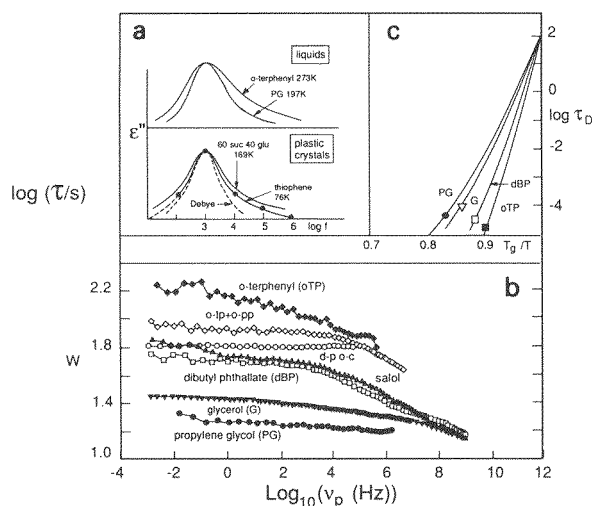 a
liquids
o-terphenyl 273K
PG 197K
ε"
plastic
crystals
60 suc 40 glu
169K
thiophene
76K
Debye
3 4 5 6 log f
log (τ/s)
c
2
0
log τD
-2
-4
PG
G
dBP
oTP
0.7 0.8 0.9 Tg/T
b
2.2
1.8
1.4
1.0
W
o-terphenyl (oTP)
o-tp+o-pp
d-p o-c
salol
dibutyl phthallate (dBP)
glycerol (G)
propylene glycol (PG)
-4 -2 0 2 4 6 8 10 12
Log10(νp (Hz))